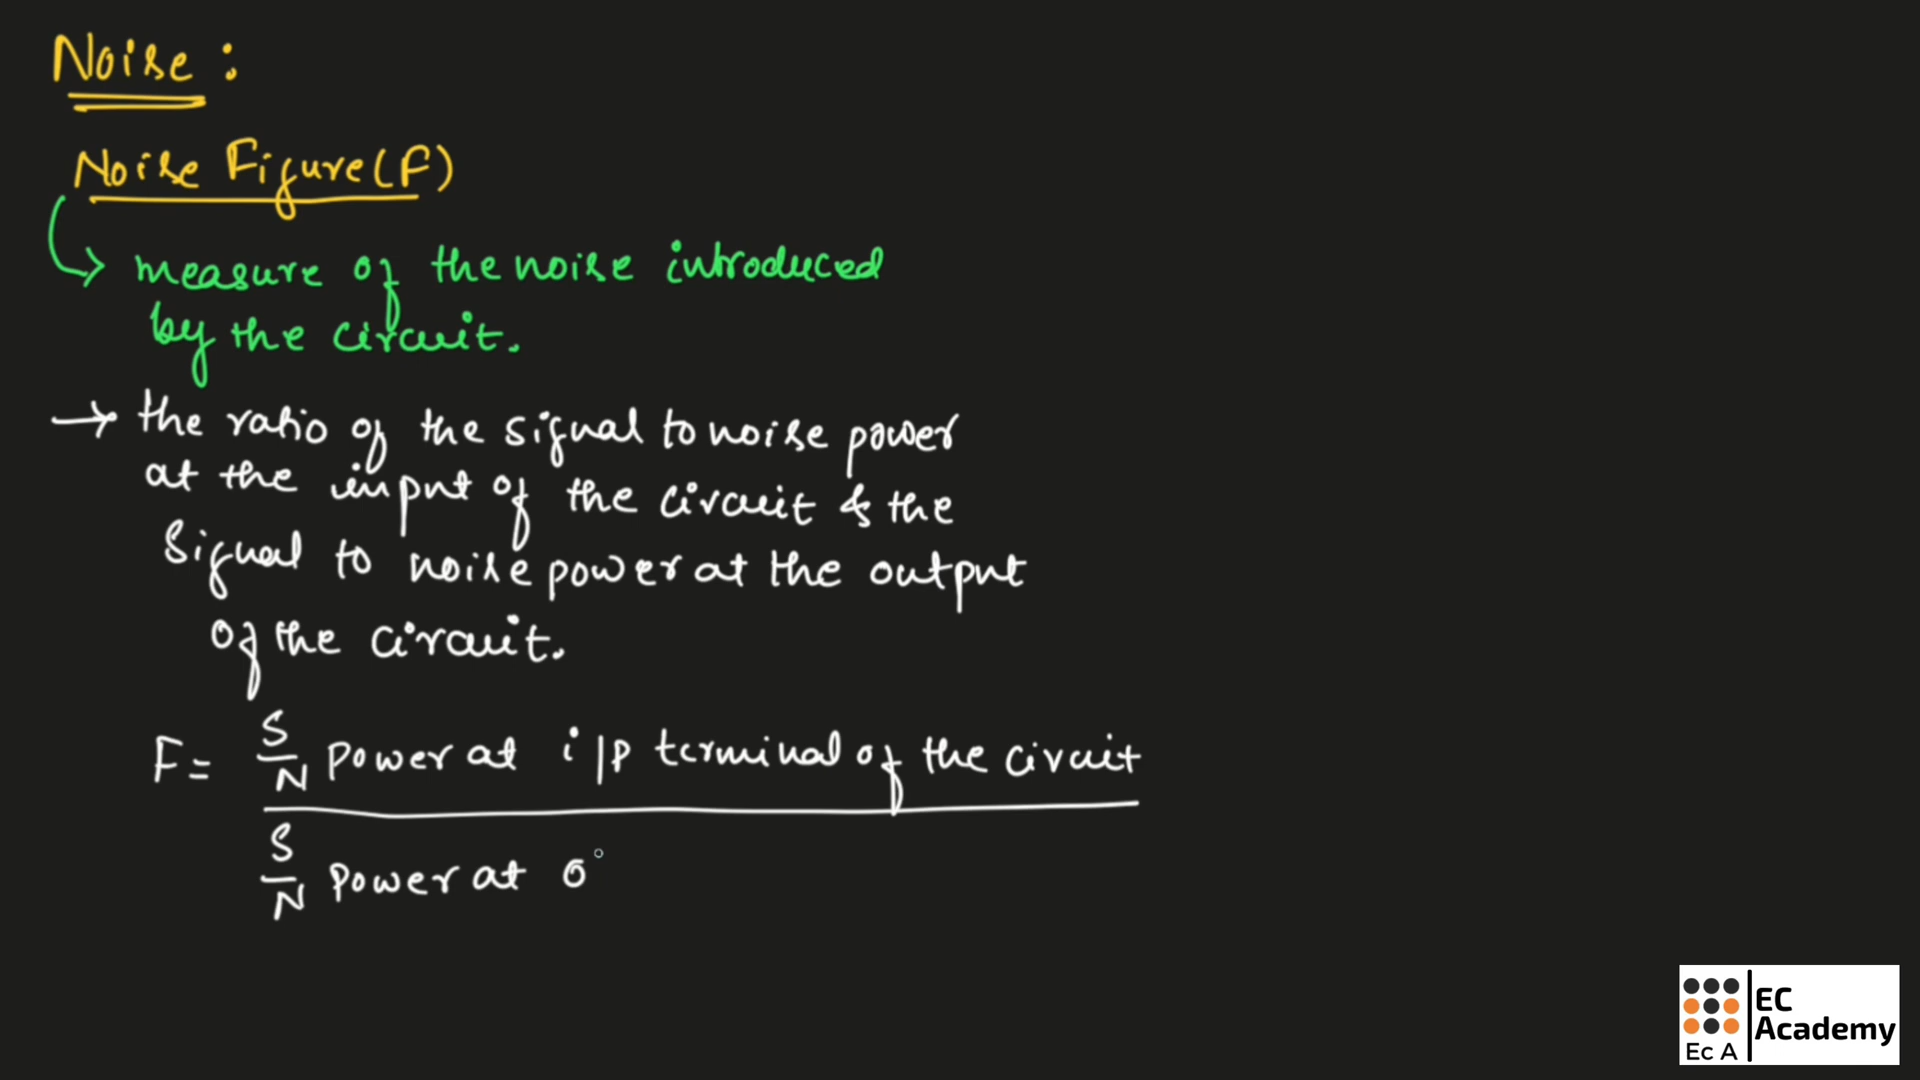 Noise :
Noise Figure (F)
→ measure of the noise introduced
by the circuit.
→ the ratio of the signal to noise power
at the input of the circuit & the
signal to noise power at the output
of the circuit.
F = S/N power at i/p terminal of the circuit
S/N power at o
EC
Academy
Ec A